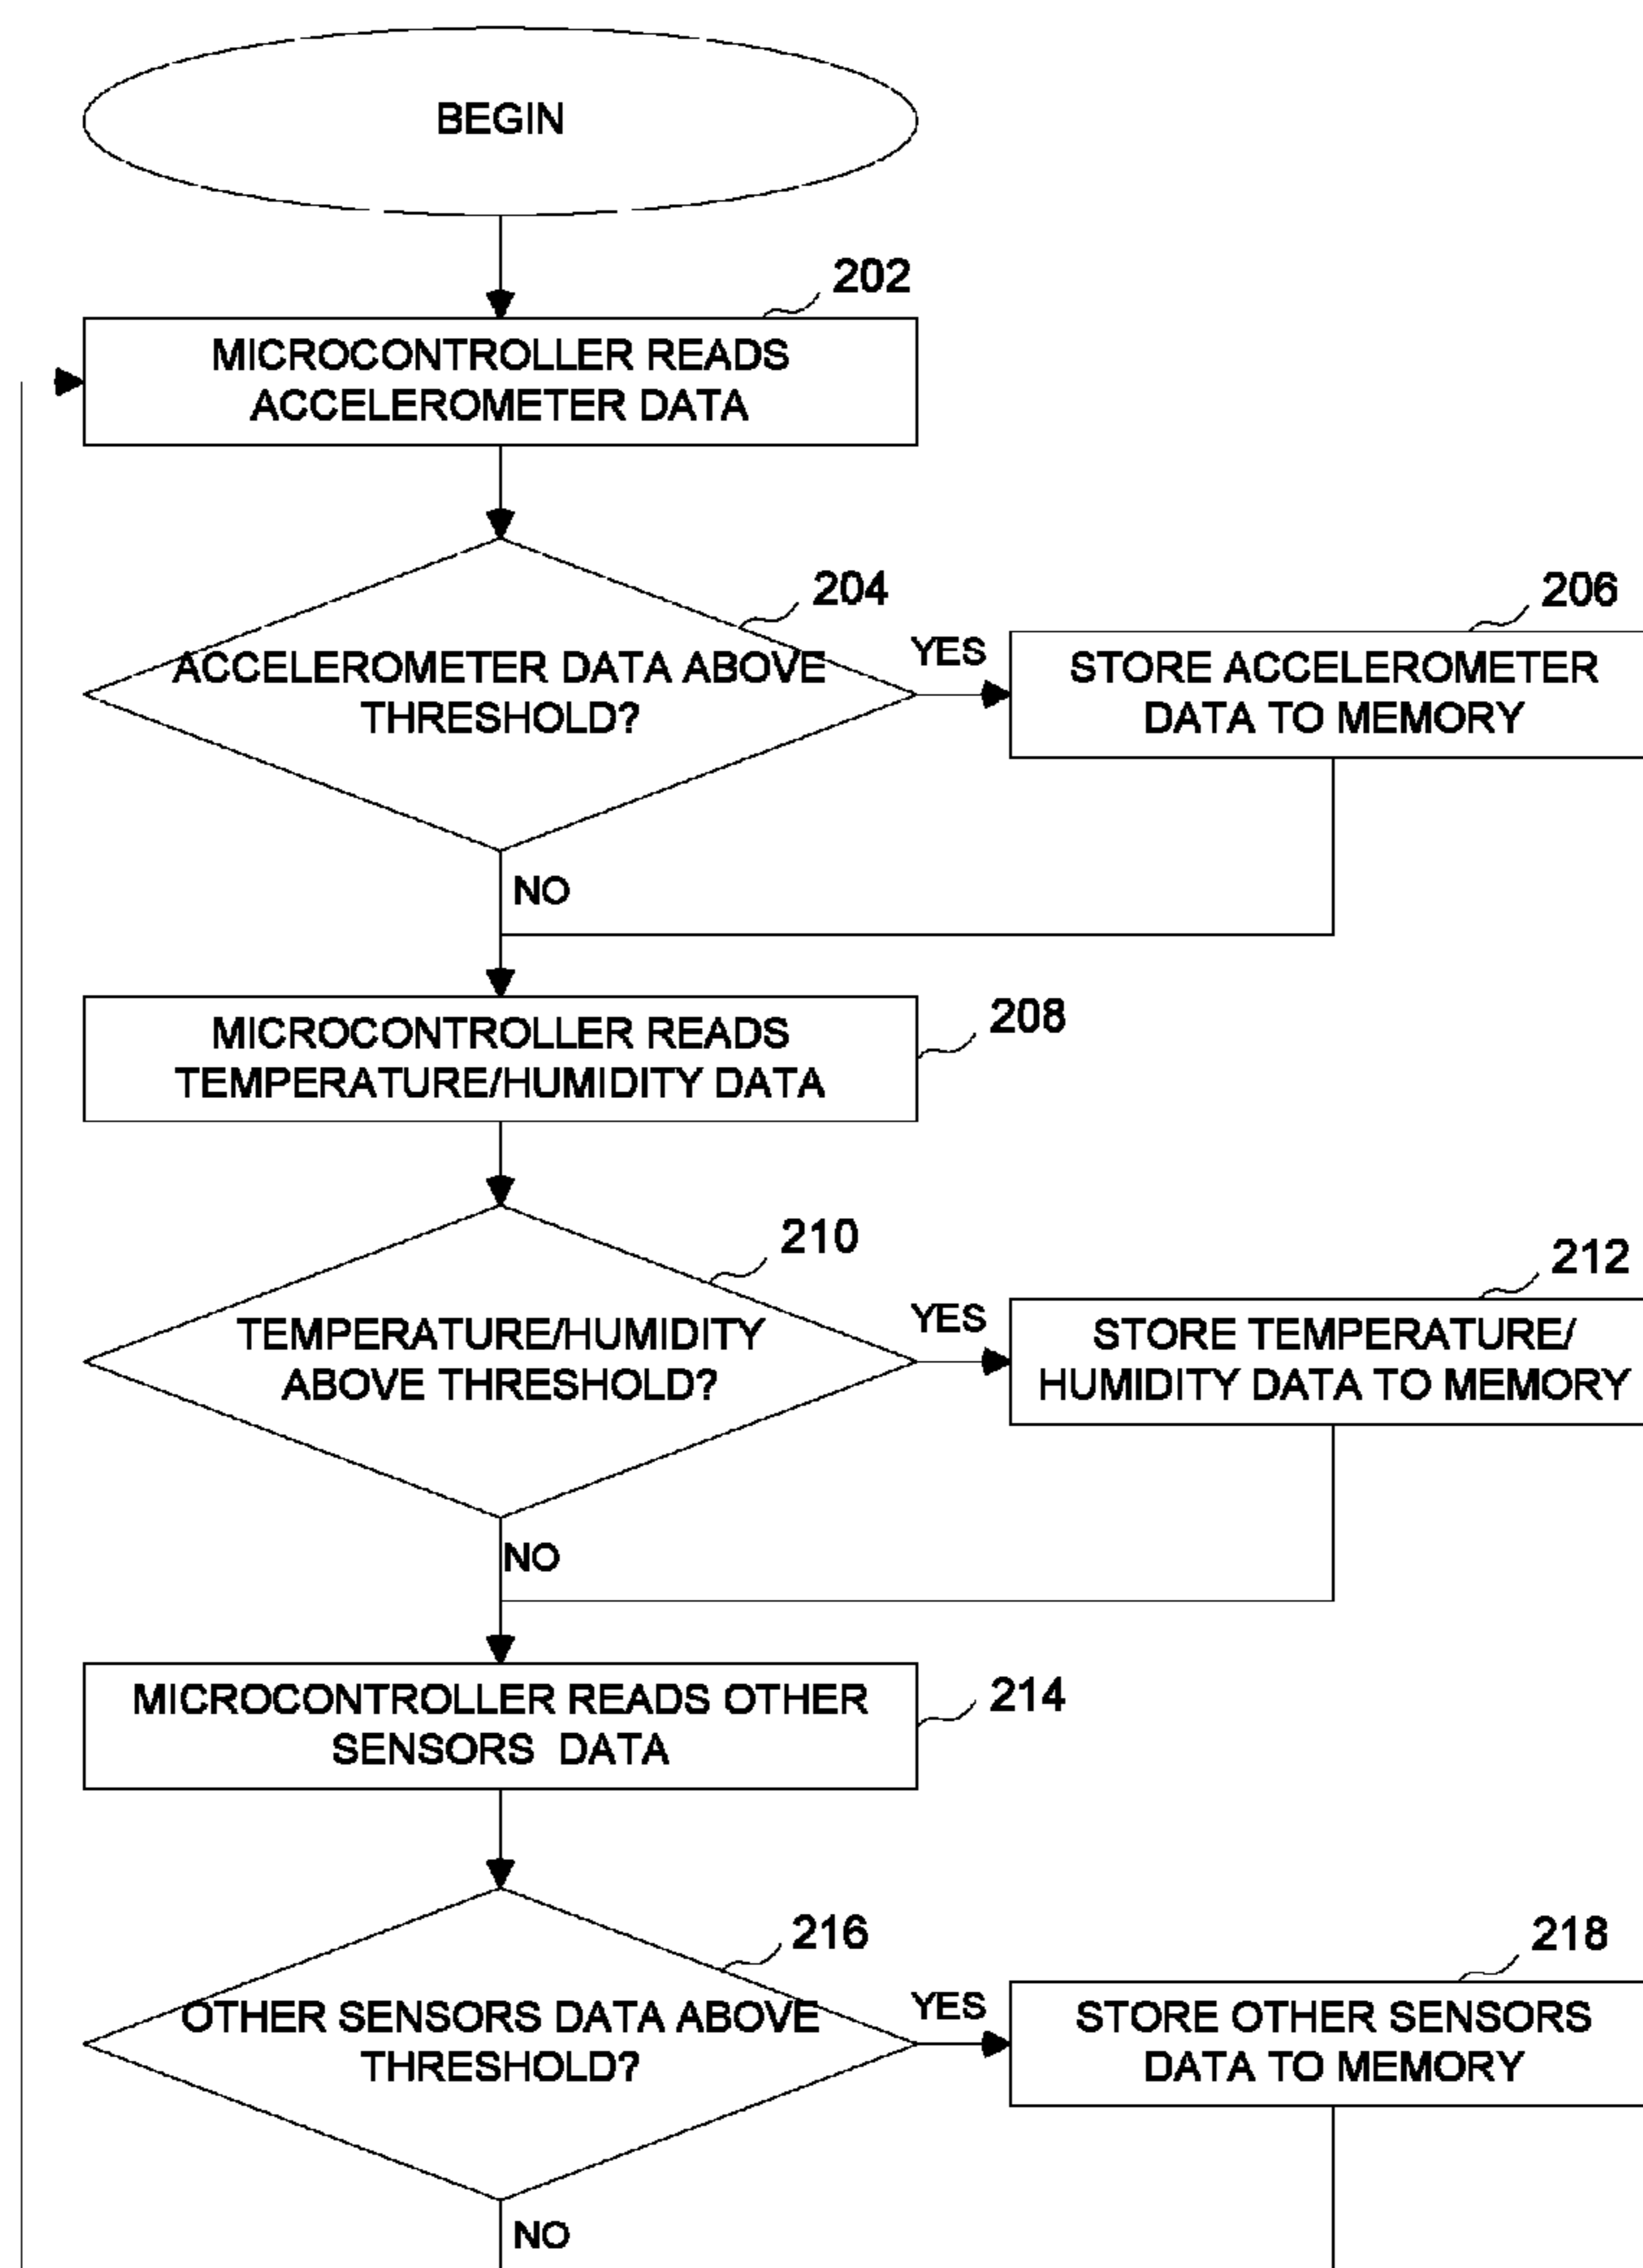 BEGIN
202
MICROCONTROLLER READS
ACCELEROMETER DATA
204
ACCELEROMETER DATA ABOVE
THRESHOLD?
YES
206
STORE ACCELEROMETER
DATA TO MEMORY
NO
208
MICROCONTROLLER READS
TEMPERATURE/HUMIDITY DATA
210
TEMPERATURE/HUMIDITY
ABOVE THRESHOLD?
YES
212
STORE TEMPERATURE/
HUMIDITY DATA TO MEMORY
NO
214
MICROCONTROLLER READS OTHER
SENSORS DATA
216
OTHER SENSORS DATA ABOVE
THRESHOLD?
YES
218
STORE OTHER SENSORS
DATA TO MEMORY
NO